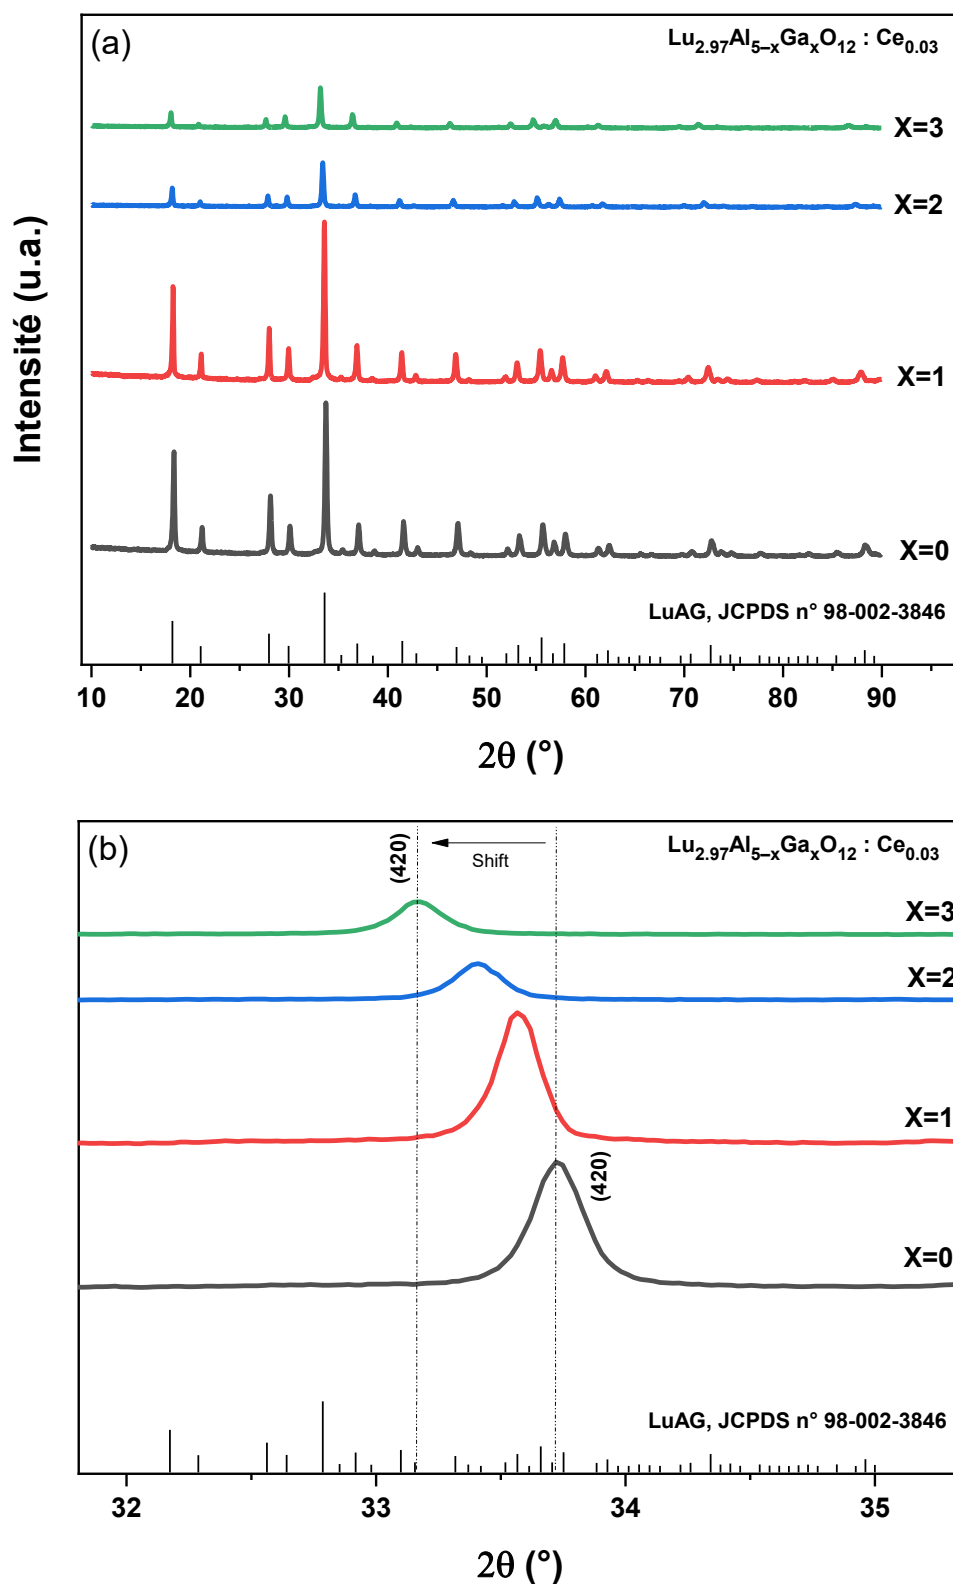 (a)
Lu2.97Al5–xGaxO12 : Ce0.03
X=3
X=2
X=1
X=0
Intensité (u.a.)
LuAG, JCPDS n° 98-002-3846
10 20 30 40 50 60 70 80 90
2θ (°)
(b)
(420)
Shift
Lu2.97Al5–xGaxO12 : Ce0.03
X=3
X=2
X=1
(420)
X=0
LuAG, JCPDS n° 98-002-3846
32 33 34 35
2θ (°)